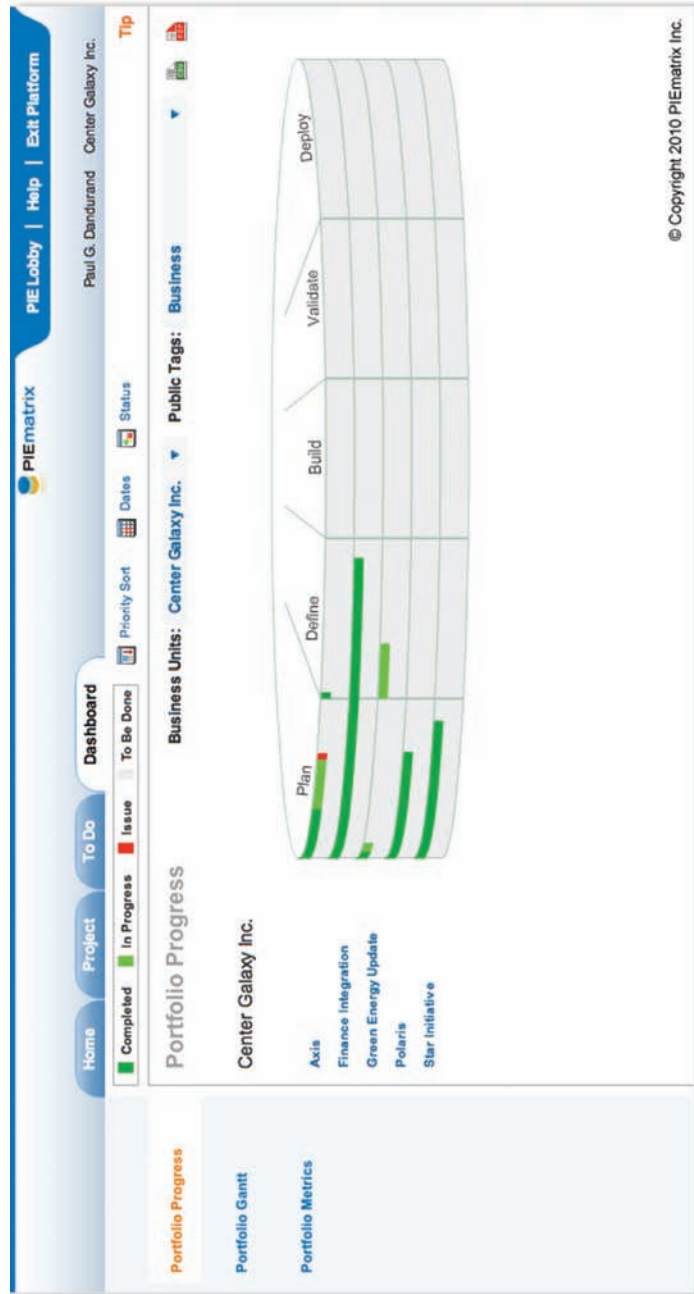 PIEmatrix
PIE Lobby | Help | Exit Platform
Home
Project
To Do
Dashboard
Paul G. Dandurand Center Galaxy Inc.
Completed
In Progress
Issue
To Be Done
Priority Sort
Dates
Status
Tip
Portfolio Progress
Portfolio Gantt
Portfolio Metrics
Portfolio Progress
Business Units: Center Galaxy Inc.
Public Tags: Business
CSV
PDF
Center Galaxy Inc.
Plan
Define
Build
Validate
Deploy
Axis
Finance Integration
Green Energy Update
Polaris
Star Initiative
© Copyright 2010 PIEmatrix Inc.